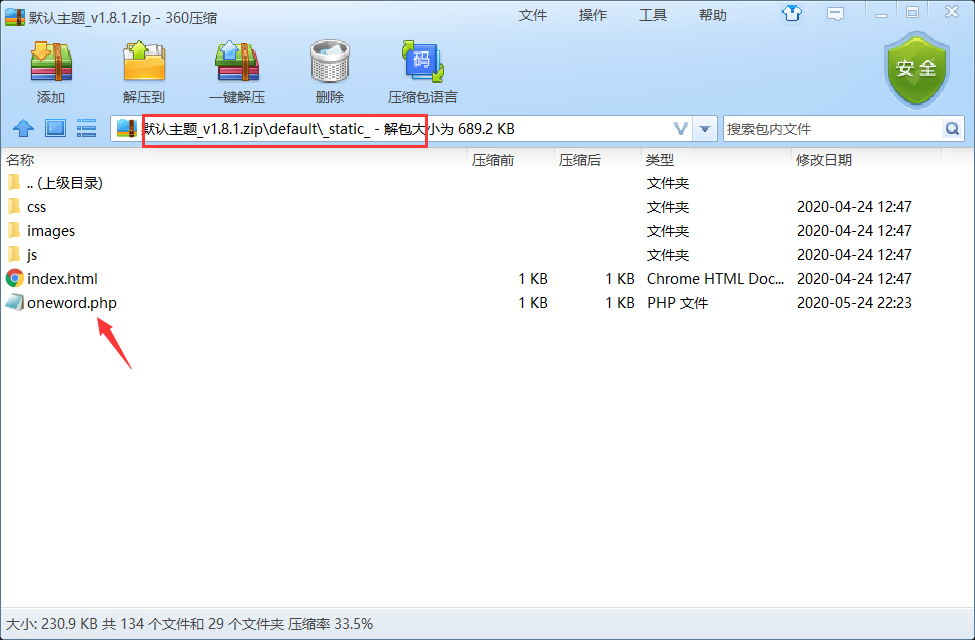 默认主题_v1.8.1.zip - 360压缩 文件 操作 工具 帮助
添加 解压到 一键解压 删除 码 压缩包语言 安全
默认主题_v1.8.1.zip\default\_static_ - 解包大小为 689.2 KB 搜索包内文件
名称 压缩前 压缩后 类型 修改日期
.. (上级目录) 文件夹
css 文件夹 2020-04-24 12:47
images 文件夹 2020-04-24 12:47
js 文件夹 2020-04-24 12:47
index.html 1 KB 1 KB Chrome HTML Doc... 2020-04-24 12:47
oneword.php 1 KB 1 KB PHP 文件 2020-05-24 22:23
大小: 230.9 KB 共 134 个文件和 29 个文件夹 压缩率 33.5%